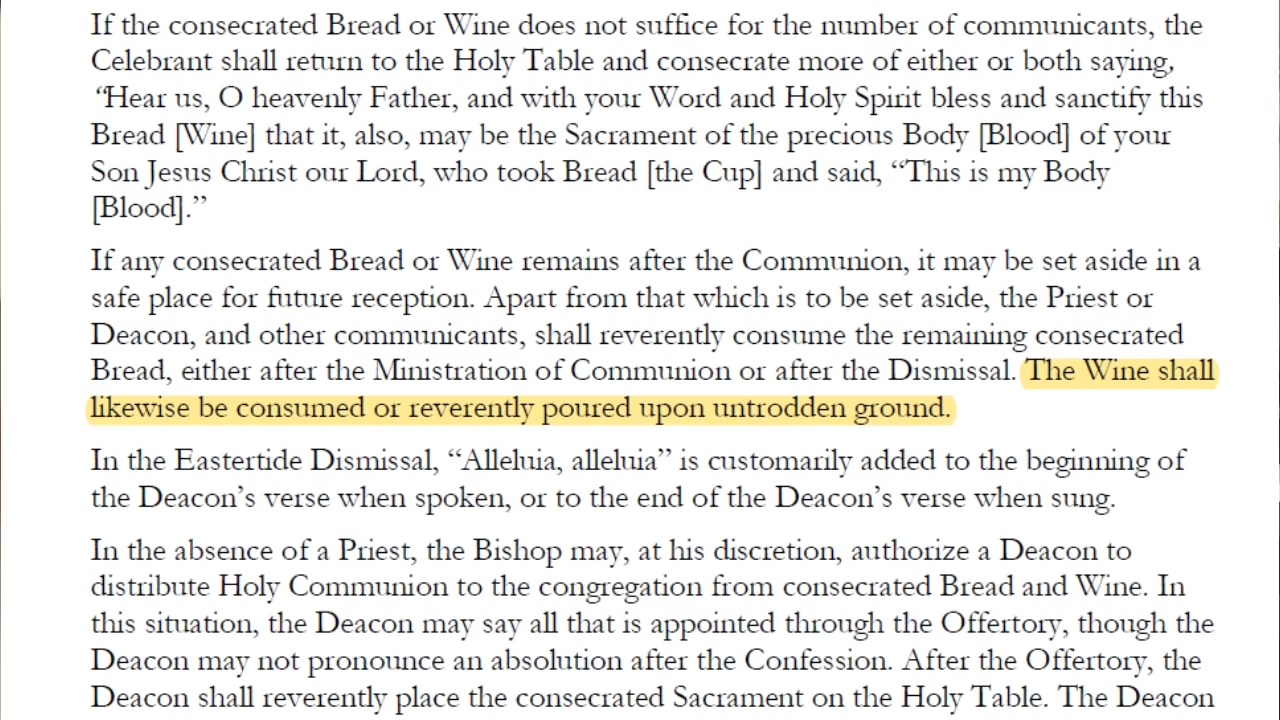 If the consecrated Bread or Wine does not suffice for the number of communicants, the
Celebrant shall return to the Holy Table and consecrate more of either or both saying,
“Hear us, O heavenly Father, and with your Word and Holy Spirit bless and sanctify this
Bread [Wine] that it, also, may be the Sacrament of the precious Body [Blood] of your
Son Jesus Christ our Lord, who took Bread [the Cup] and said, “This is my Body
[Blood].”
If any consecrated Bread or Wine remains after the Communion, it may be set aside in a
safe place for future reception. Apart from that which is to be set aside, the Priest or
Deacon, and other communicants, shall reverently consume the remaining consecrated
Bread, either after the Ministration of Communion or after the Dismissal. The Wine shall
likewise be consumed or reverently poured upon untrodden ground.
In the Eastertide Dismissal, “Alleluia, alleluia” is customarily added to the beginning of
the Deacon’s verse when spoken, or to the end of the Deacon’s verse when sung.
In the absence of a Priest, the Bishop may, at his discretion, authorize a Deacon to
distribute Holy Communion to the congregation from consecrated Bread and Wine. In
this situation, the Deacon may say all that is appointed through the Offertory, though the
Deacon may not pronounce an absolution after the Confession. After the Offertory, the
Deacon shall reverently place the consecrated Sacrament on the Holy Table. The Deacon